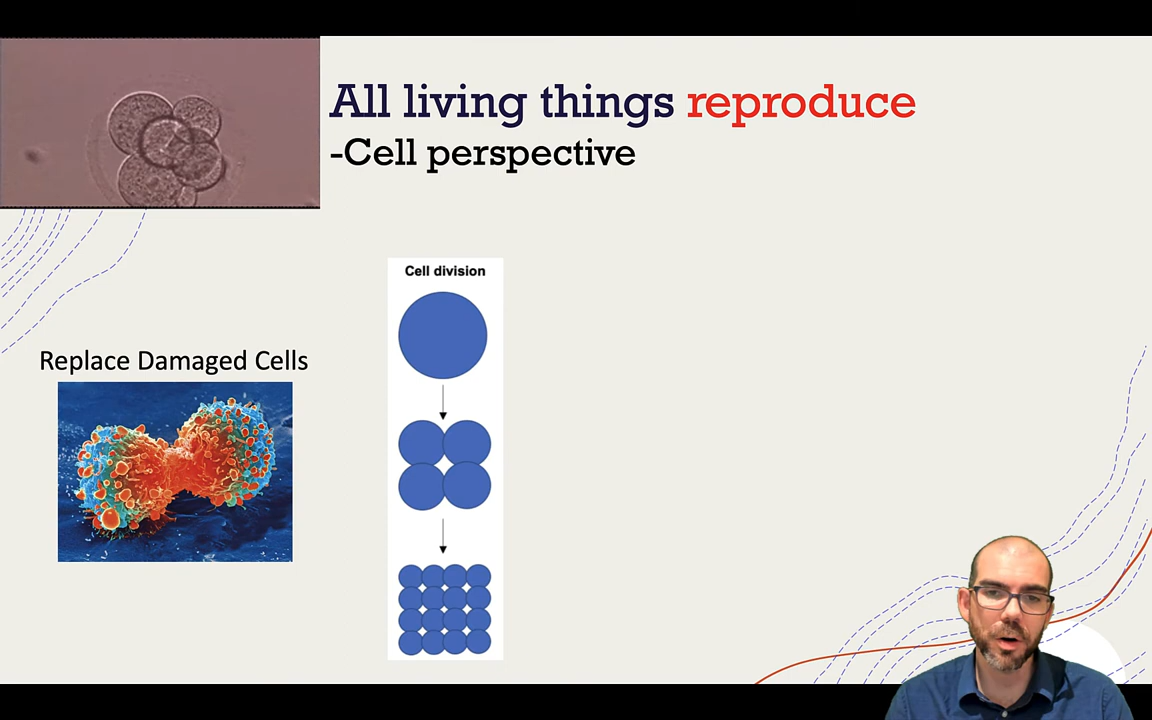 All living things reproduce
-Cell perspective
Cell division
Replace Damaged Cells